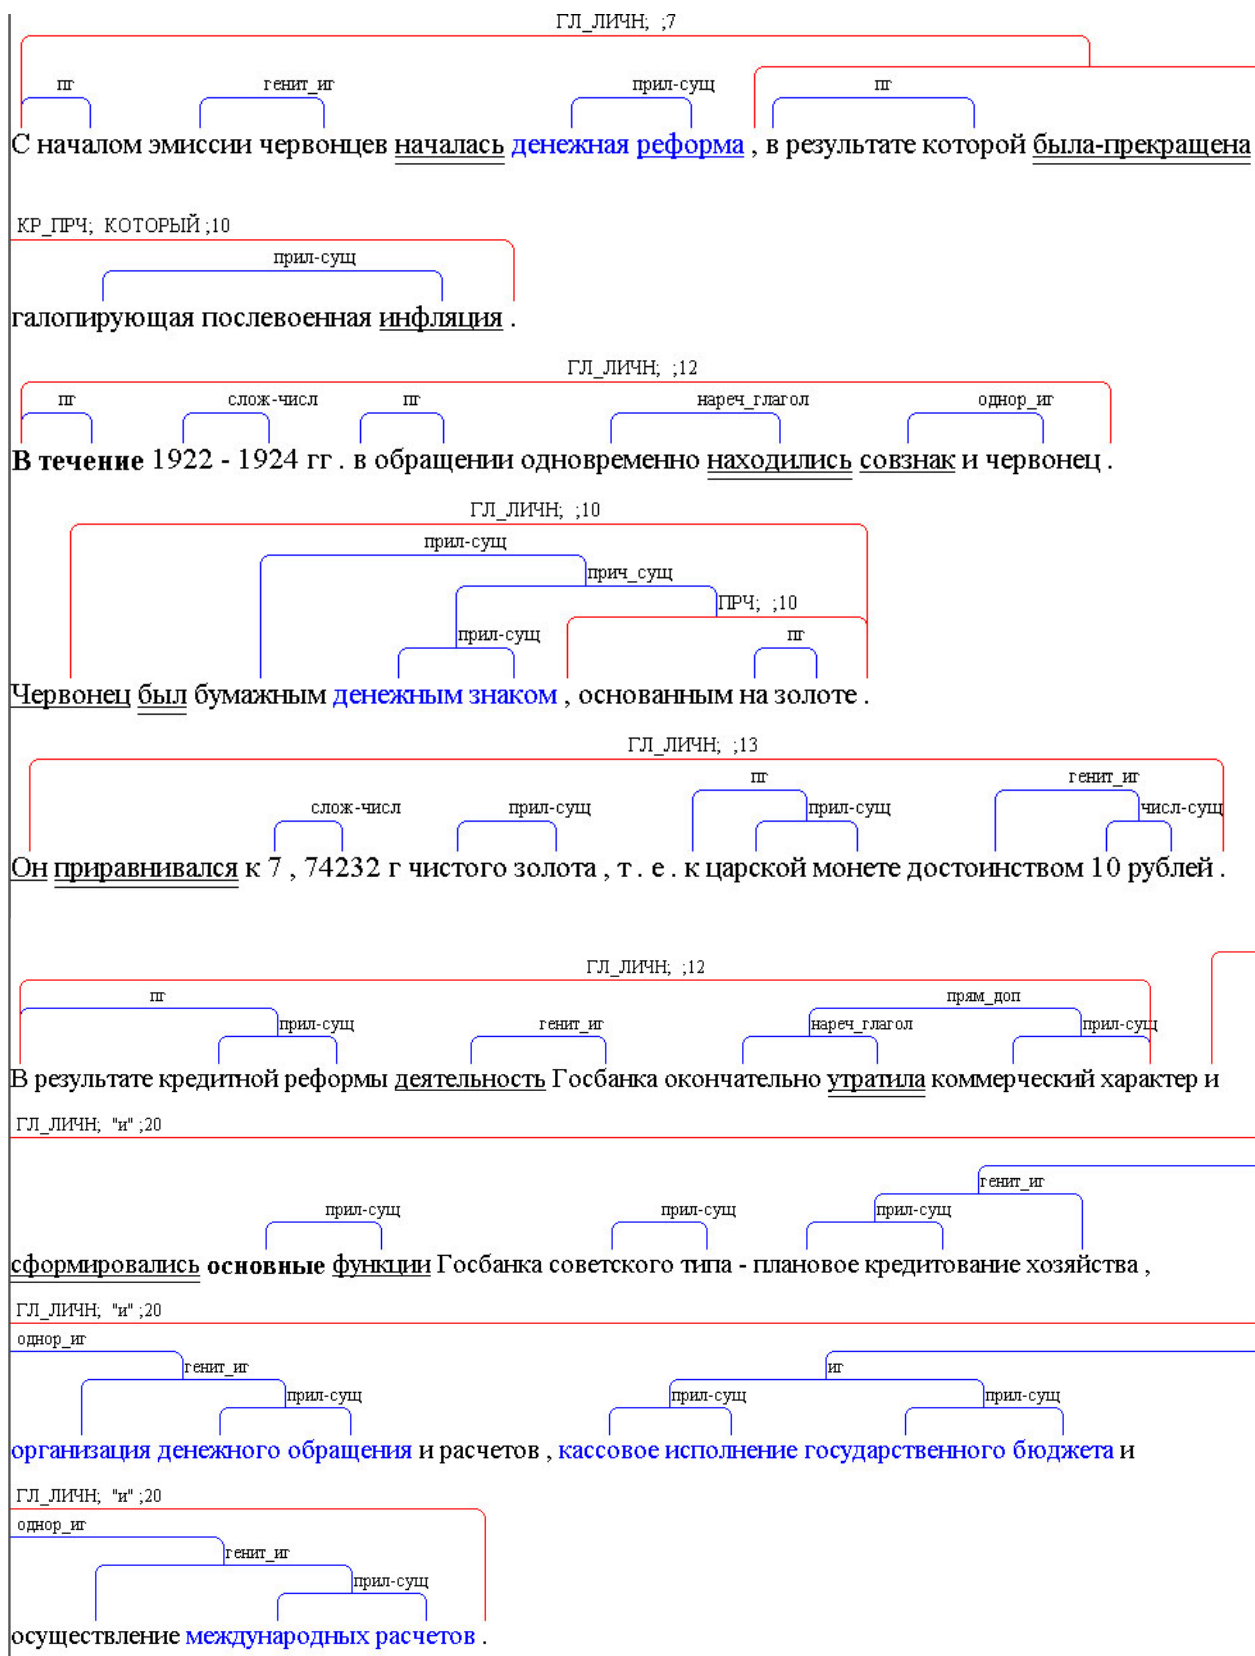 ГЛ_ЛИЧН; ;7
пг генит_иг прил-сущ пг
С началом эмиссии червонцев началась денежная реформа , в результате которой была-прекращена
КР_ПРЧ; КОТОРЫЙ ;10
прил-сущ
галопирующая послевоенная инфляция .
ГЛ_ЛИЧН; ;12
пг слож-числ пг нареч_глагол однор_иг
В течение 1922 - 1924 гг . в обращении одновременно находились совзнак и червонец .
ГЛ_ЛИЧН; ;10
прил-сущ
прич_сущ
ПРЧ; ;10
прил-сущ пг
Червонец был бумажным денежным знаком , основанным на золоте .
ГЛ_ЛИЧН; ;13
пг генит_иг
слож-числ прил-сущ прил-сущ числ-сущ
Он приравнивался к 7 , 74232 г чистого золота , т . е . к царской монете достоинством 10 рублей .
ГЛ_ЛИЧН; ;12
пг прям_доп
прил-сущ генит_иг нареч_глагол прил-сущ
В результате кредитной реформы деятельность Госбанка окончательно утратила коммерческий характер и
ГЛ_ЛИЧН; "и" ;20
генит_иг
прил-сущ прил-сущ прил-сущ
сформировались основные функции Госбанка советского типа - плановое кредитование хозяйства ,
ГЛ_ЛИЧН; "и" ;20
однор_иг
генит_иг иг
прил-сущ прил-сущ прил-сущ
организация денежного обращения и расчетов , кассовое исполнение государственного бюджета и
ГЛ_ЛИЧН; "и" ;20
однор_иг
генит_иг
прил-сущ
осуществление международных расчетов .